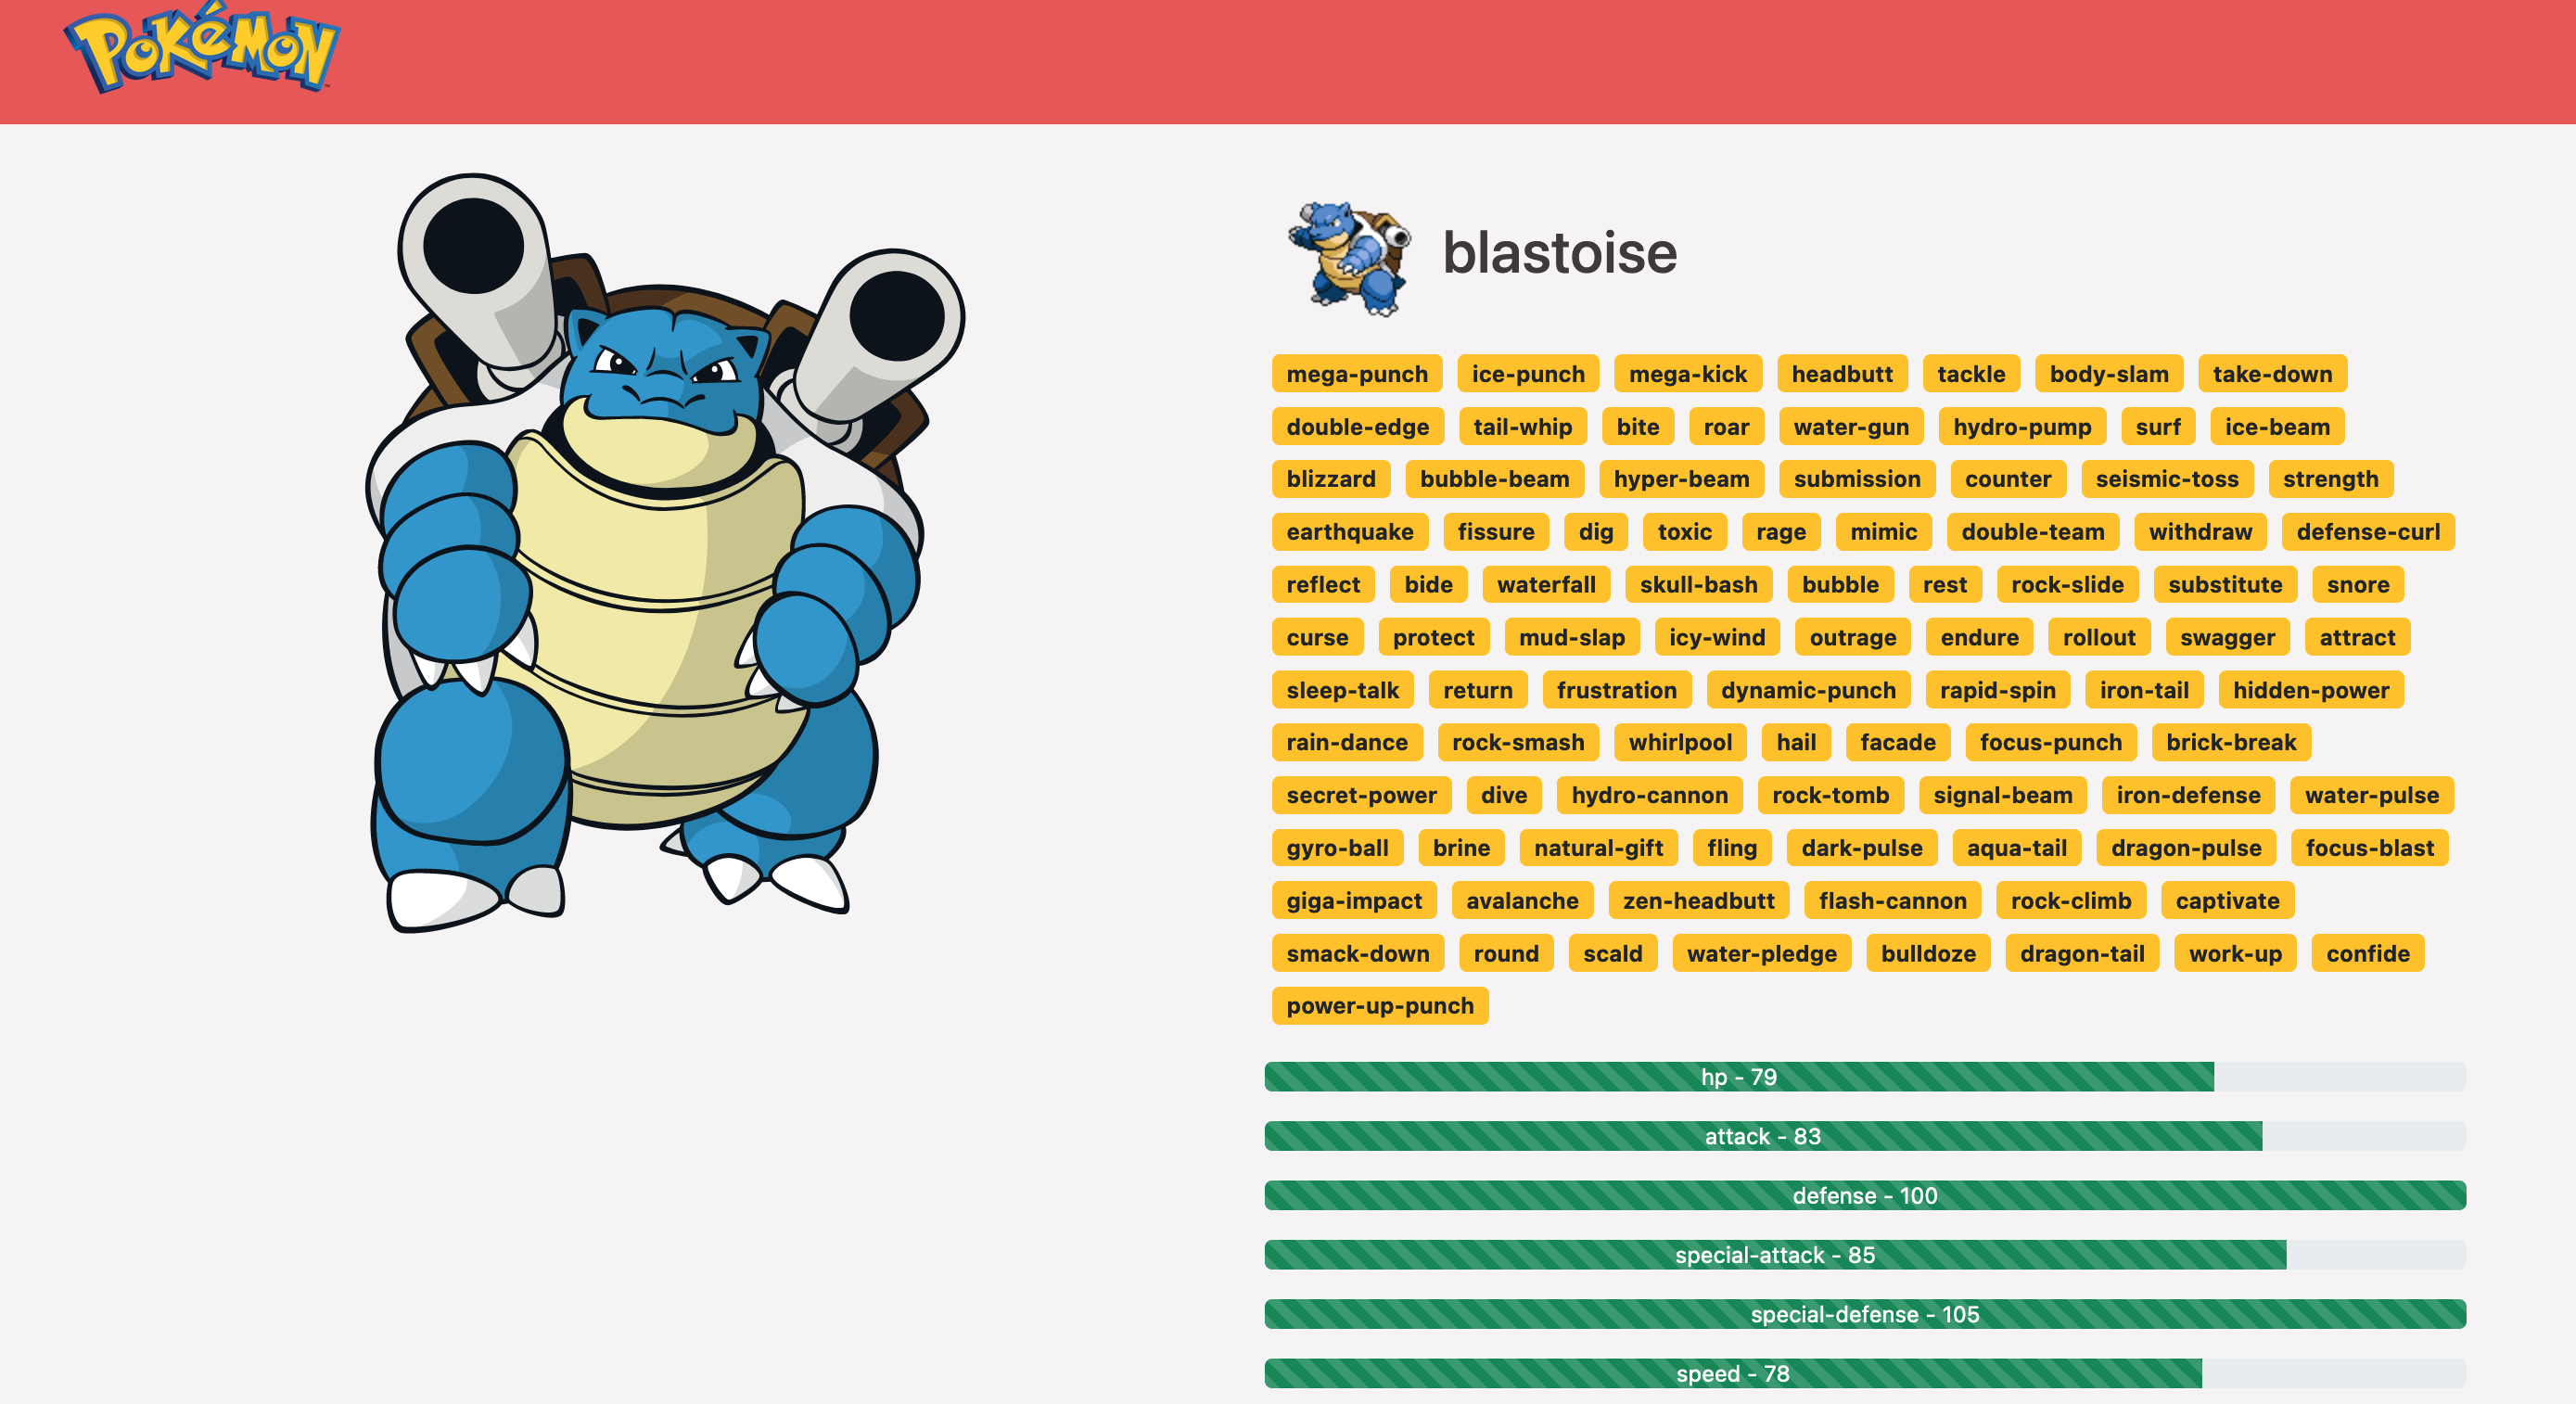 POKéMON
blastoise
mega-punch ice-punch mega-kick headbutt tackle body-slam take-down
double-edge tail-whip bite roar water-gun hydro-pump surf ice-beam
blizzard bubble-beam hyper-beam submission counter seismic-toss strength
earthquake fissure dig toxic rage mimic double-team withdraw defense-curl
reflect bide waterfall skull-bash bubble rest rock-slide substitute snore
curse protect mud-slap icy-wind outrage endure rollout swagger attract
sleep-talk return frustration dynamic-punch rapid-spin iron-tail hidden-power
rain-dance rock-smash whirlpool hail facade focus-punch brick-break
secret-power dive hydro-cannon rock-tomb signal-beam iron-defense water-pulse
gyro-ball brine natural-gift fling dark-pulse aqua-tail dragon-pulse focus-blast
giga-impact avalanche zen-headbutt flash-cannon rock-climb captivate
smack-down round scald water-pledge bulldoze dragon-tail work-up confide
power-up-punch
hp - 79
attack - 83
defense - 100
special-attack - 85
special-defense - 105
speed - 78